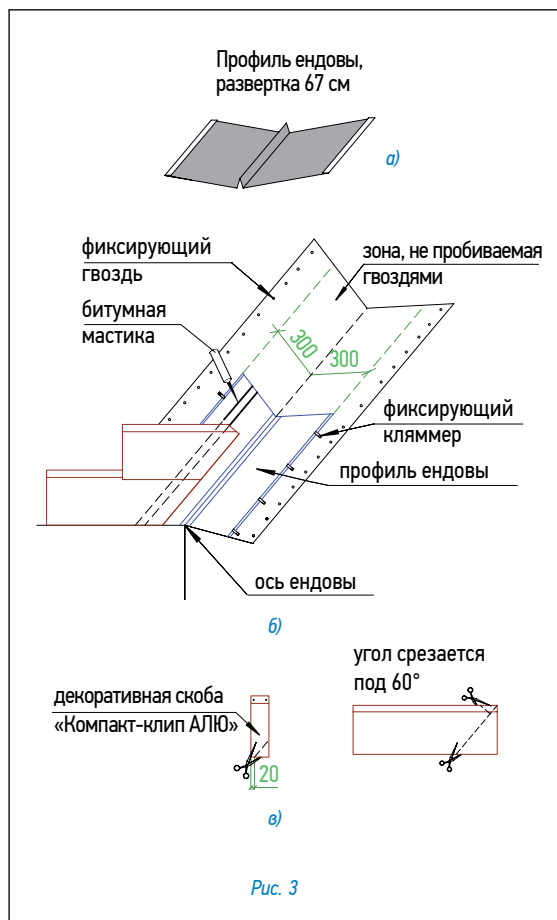 Профиль ендовы,
развертка 67 см
а)
фиксирующий
гвоздь
зона, не пробиваемая
гвоздями
битумная
мастика
300
300
фиксирующий
кляммер
профиль ендовы
ось ендовы
б)
декоративная скоба
«Компакт-клип АЛЮ»
20
угол срезается
под 60°
в)
Рис. 3